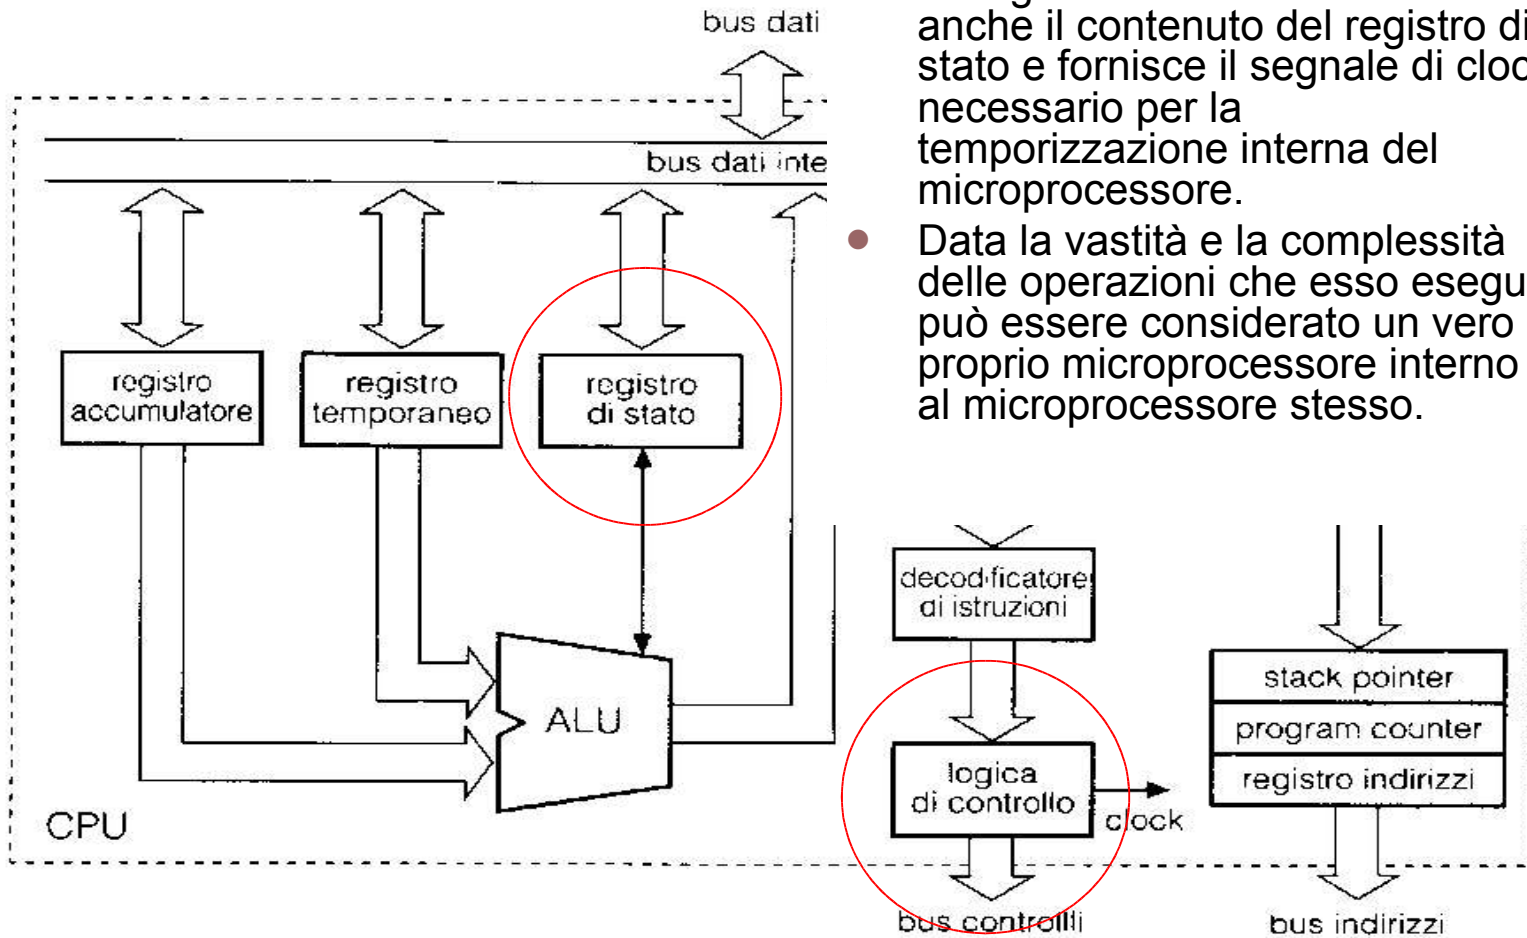 bus dati
anche il contenuto del registro di
stato e fornisce il segnale di cloc
necessario per la
temporizzazione interna del
microprocessore.
Data la vastità e la complessità
delle operazioni che esso esegu
può essere considerato un vero
proprio microprocessore interno
al microprocessore stesso.
bus dati inte
registro
accumulatore
registro
temporaneo
registro
di stato
decodificatore
di istruzioni
ALU
logica
di controllo
clock
stack pointer
program counter
registro indirizzi
CPU
bus controllli
bus indirizzi